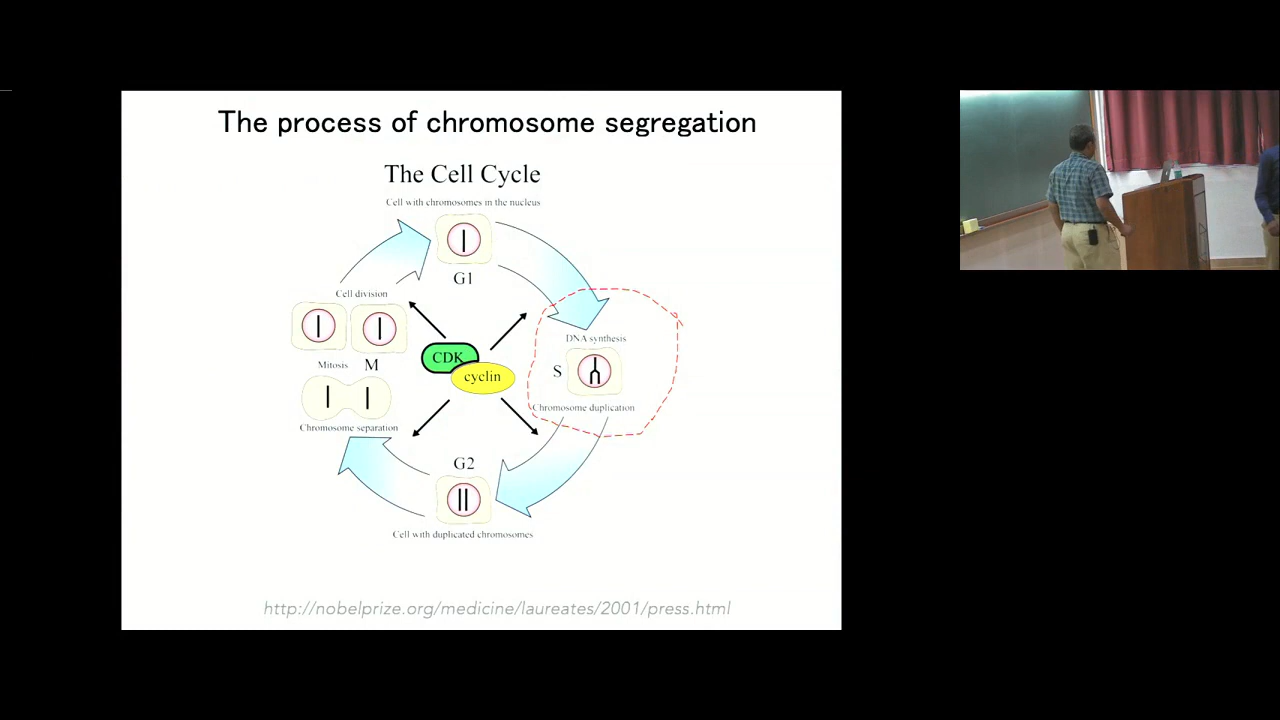 The process of chromosome segregation
The Cell Cycle
Cell with chromosomes in the nucleus
G1
Cell division
DNA synthesis
CDK
cyclin
S
Mitosis M
Chromosome duplication
Chromosome separation
G2
Cell with duplicated chromosomes
http://nobelprize.org/medicine/laureates/2001/press.html